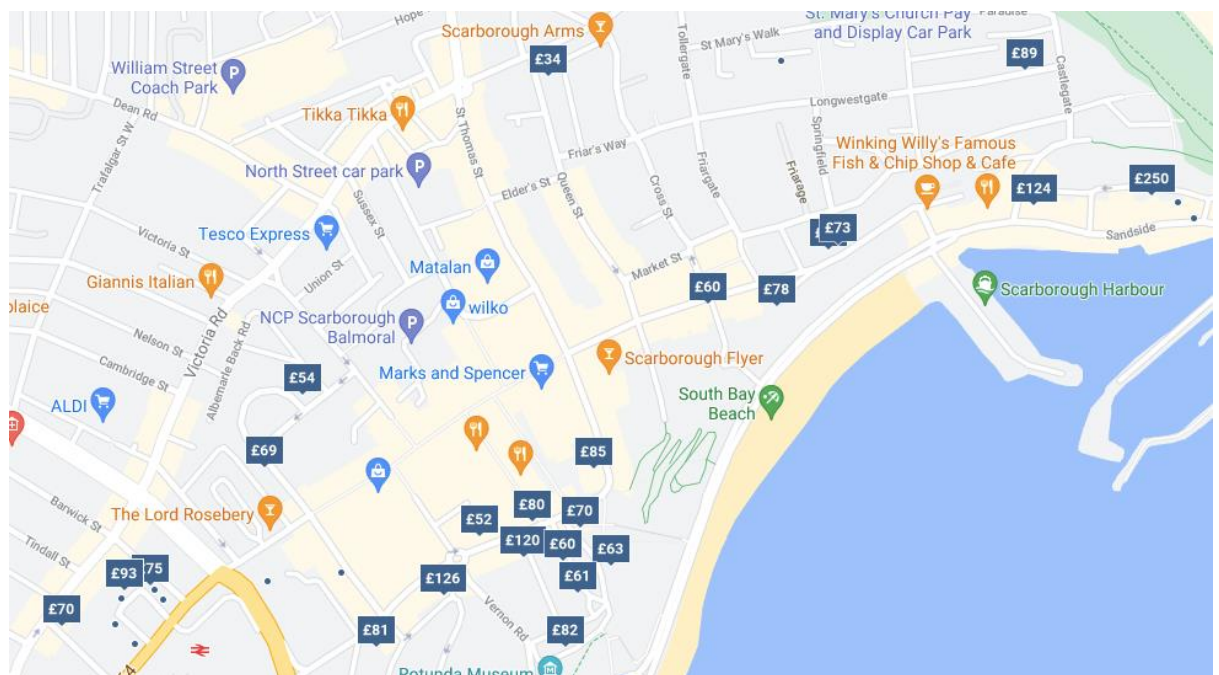 Hope
Scarborough Arms
St. Mary's Church Pay
and Display Car Park
Paradise
St Mary's Walk
Tollergate
£34
£89
Castlegate
William Street
Coach Park
Dean Rd
Tikka Tikka
St Thomas St
Longwestgate
Springfield
Trafalgar St W
North Street car park
Friar's Way
Friargate
Friarage
Winking Willy's Famous
Fish & Chip Shop & Cafe
Elder's St
Queen St
Cross St
£124
£250
Sussex St
Victoria St
Tesco Express
£73
Sandside
Union St
Matalan
Market St
Giannis Italian
£60
£78
Scarborough Harbour
olaice
wilko
Victoria Rd
NCP Scarborough
Balmoral
Nelson St
Albemarle Back Rd
Cambridge St
Scarborough Flyer
£54
Marks and Spencer
South Bay
Beach
ALDI
£69
£85
Barwick St
The Lord Rosebery
£52
£80
£70
Tindall St
£120
£60
£63
£93
£75
£126
£61
£70
Vernon Rd
£81
£82
Rotunda Museum